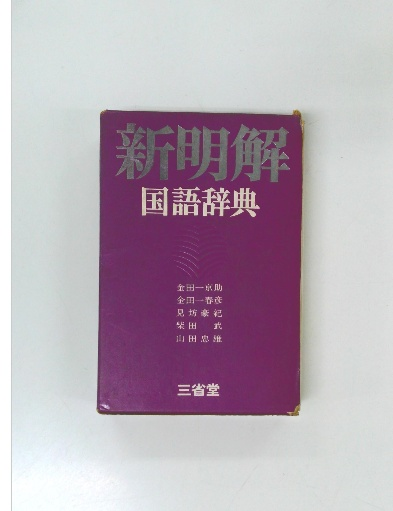 新明解
国語辞典
金田一京助
金田一春彦
見坊豪紀
柴田 武
山田忠雄
三省堂